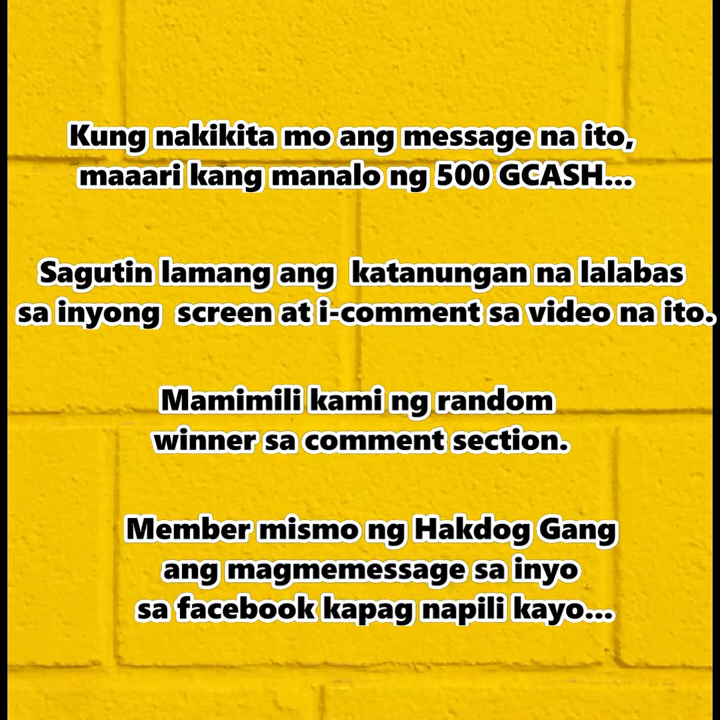 Kung nakikita mo ang message na ito,
maaari kang manalo ng 500 GCASH...
Sagutin lamang ang katanungan na lalabas
sa inyong screen at i-comment sa video na ito.
Mamimili kami ng random
winner sa comment section.
Member mismo ng Hakdog Gang
ang magmemessage sa inyo
sa facebook kapag napili kayo...